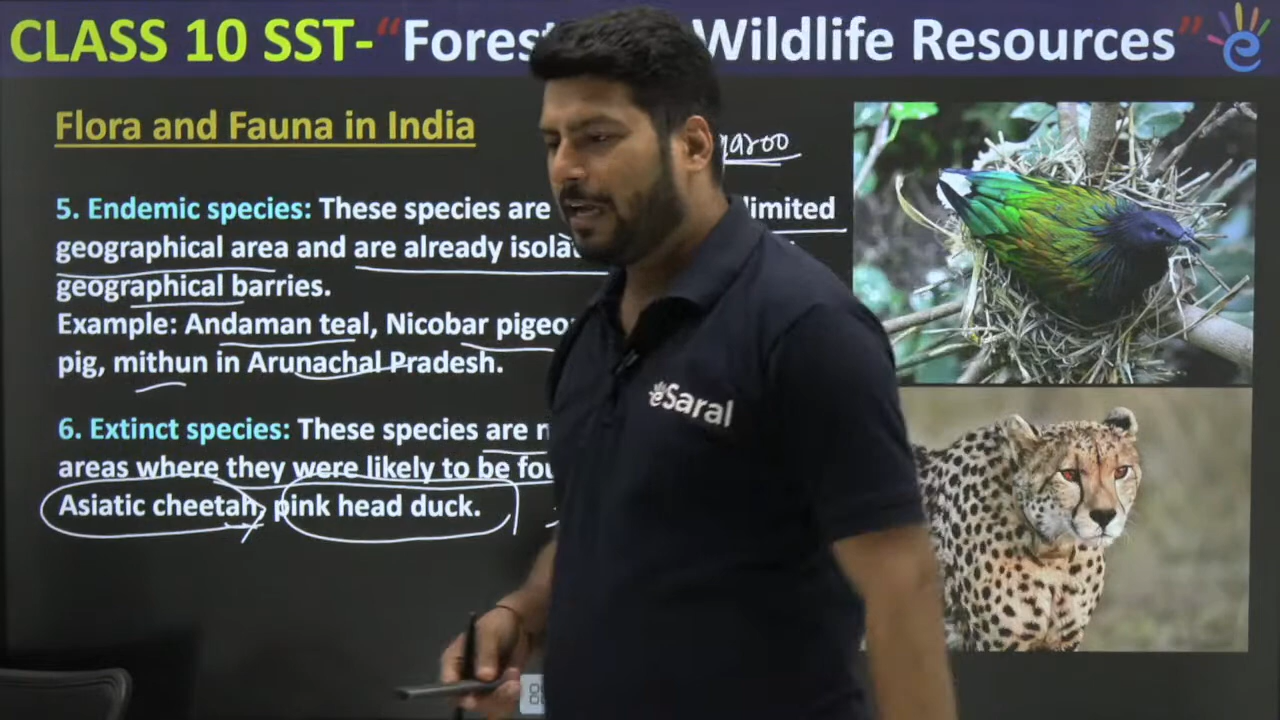 CLASS 10 SST-“Fores Wildlife Resources”
Flora and Fauna in India
5. Endemic species: These species are limited
geographical area and are already isola
geographical barries.
Example: Andaman teal, Nicobar pigeo
pig, mithun in Arunachal Pradesh.
6. Extinct species: These species are n
areas where they were likely to be fou
Asiatic cheetah, pink head duck.
eSaral